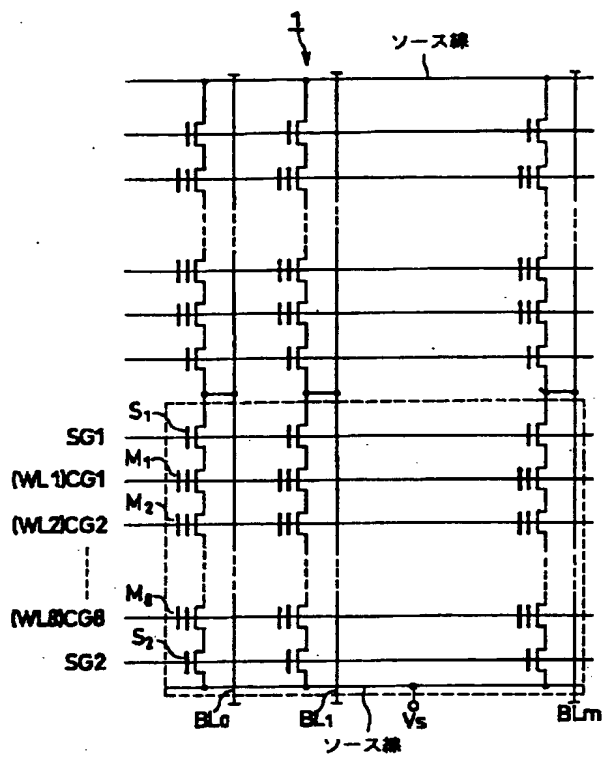 1
ソース線
S1
SG1
M1
(WL1)CG1
M2
(WL2)CG2
M8
(WL8)CG8
S2
SG2
BL0
BL1
Vs
BLm
ソース線